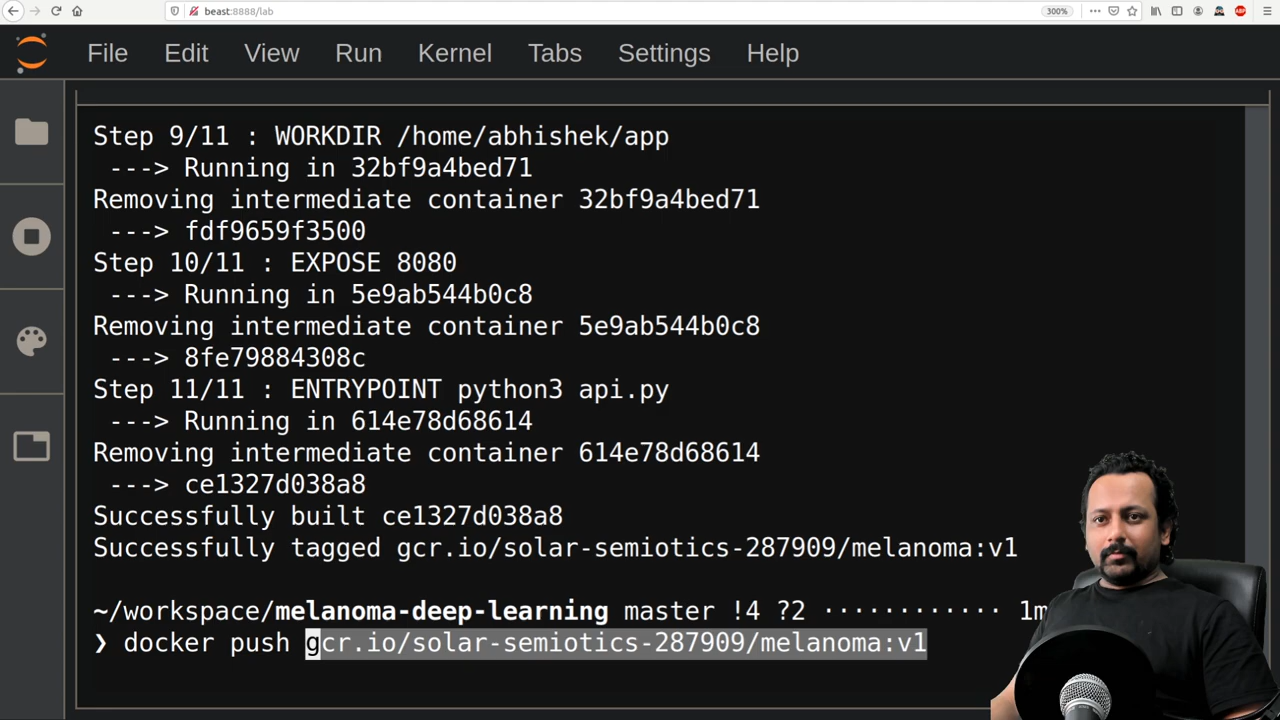 beast:8888/lab
300%
File Edit View Run Kernel Tabs Settings Help
Step 9/11 : WORKDIR /home/abhishek/app
---> Running in 32bf9a4bed71
Removing intermediate container 32bf9a4bed71
---> fdf9659f3500
Step 10/11 : EXPOSE 8080
---> Running in 5e9ab544b0c8
Removing intermediate container 5e9ab544b0c8
---> 8fe79884308c
Step 11/11 : ENTRYPOINT python3 api.py
---> Running in 614e78d68614
Removing intermediate container 614e78d68614
---> ce1327d038a8
Successfully built ce1327d038a8
Successfully tagged gcr.io/solar-semiotics-287909/melanoma:v1
~/workspace/melanoma-deep-learning master !4 ?2 ············ 1m
❯ docker push gcr.io/solar-semiotics-287909/melanoma:v1